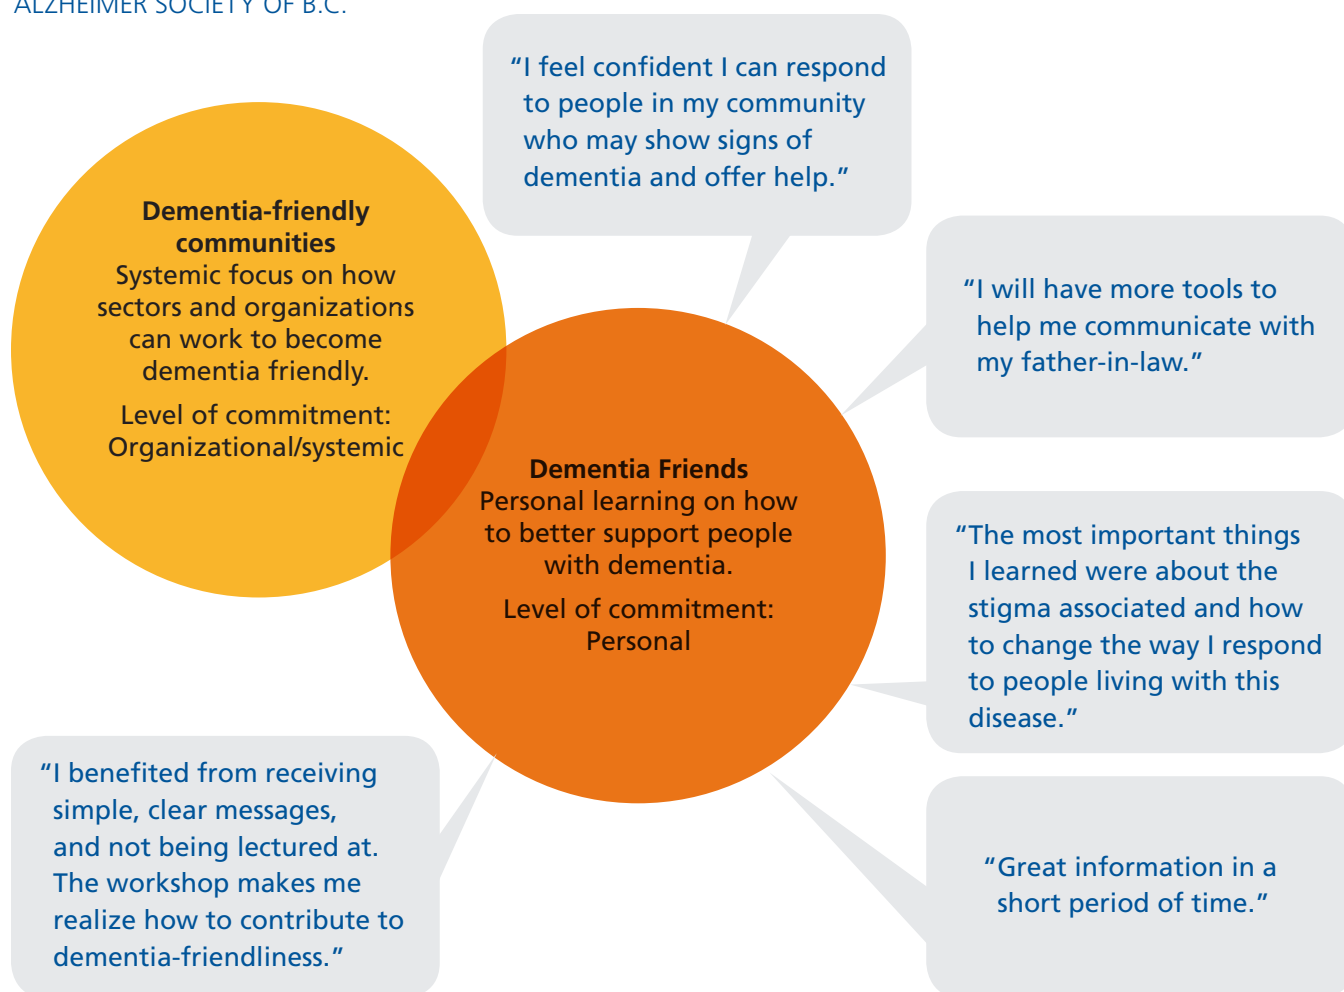 ALZHEIMER SOCIETY OF B.C.
“I feel confident I can respond
to people in my community
who may show signs of
dementia and offer help.”
Dementia-friendly
communities
Systemic focus on how
sectors and organizations
can work to become
dementia friendly.
Level of commitment:
Organizational/systemic
“I will have more tools to
help me communicate with
my father-in-law.”
Dementia Friends
Personal learning on how
to better support people
with dementia.
Level of commitment:
Personal
“The most important things
I learned were about the
stigma associated and how
to change the way I respond
to people living with this
disease.”
“I benefited from receiving
simple, clear messages,
and not being lectured at.
The workshop makes me
realize how to contribute to
dementia-friendliness.”
“Great information in a
short period of time.”